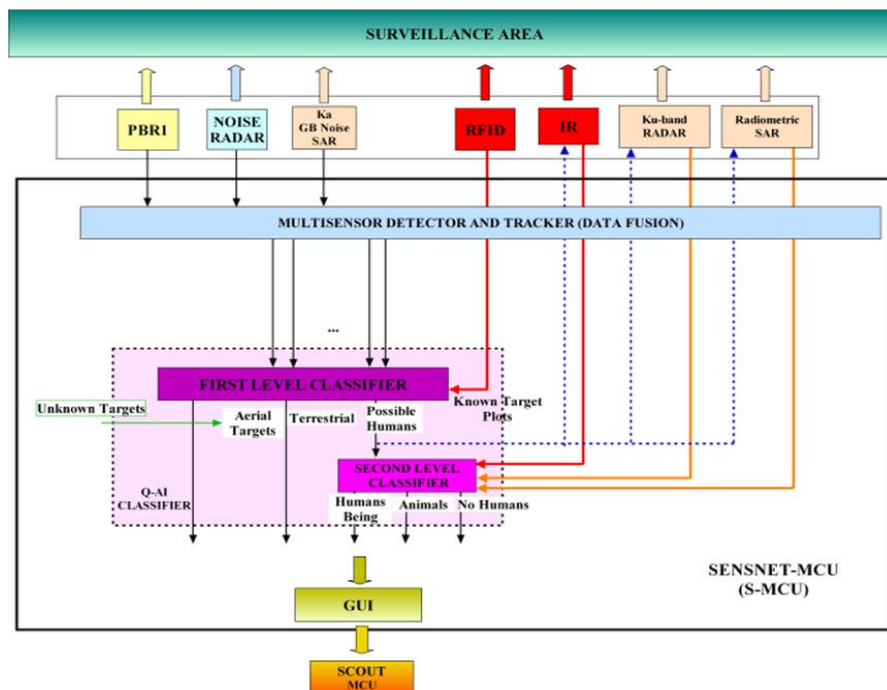 SURVEILLANCE AREA
PBR1
NOISE
RADAR
Ka
GB Noise
SAR
RFID
IR
Ku-band
RADAR
Radiometric
SAR
MULTISENSOR DETECTOR AND TRACKER (DATA FUSION)
...
FIRST LEVEL CLASSIFIER
Unknown Targets
Aerial
Targets
Terrestrial
Possible
Humans
Known Target
Plots
SECOND LEVEL
CLASSIFIER
Q-AI
CLASSIFIER
Humans
Being
Animals
No Humans
SENSNET-MCU
(S-MCU)
GUI
SCOUT
MCU